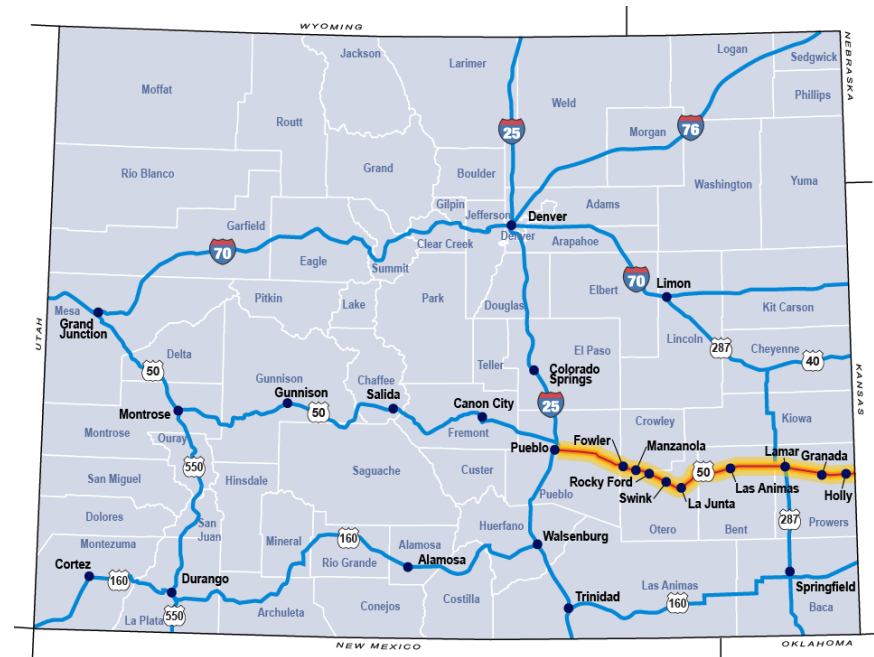 WYOMING
Jackson
Larimer
Logan
Sedgwick
NEBRASKA
Moffat
Weld
Phillips
Routt
25
Morgan
76
Rio Blanco
Grand
Boulder
Washington
Yuma
Gilpin
Jefferson
Adams
Garfield
Denver
Denver
Clear Creek
Arapahoe
70
Eagle
Summit
70
Limon
Elbert
Mesa
Pitkin
Lake
Park
Douglas
Kit Carson
Grand
Junction
UTAH
Lincoln
287
Cheyenne
40
Delta
El Paso
50
Teller
Colorado
Springs
KANSAS
Gunnison
Gunnison
Chaffee
Salida
50
Canon City
25
Montrose
Kiowa
Crowley
Montrose
Ouray
Fremont
Pueblo
Fowler
Manzanola
Lamar
Granada
550
Saguache
Custer
50
San Miguel
Hinsdale
Rocky Ford
Las Animas
Swink
La Junta
Holly
Pueblo
Dolores
San
Juan
Huerfano
Otero
Bent
287
Prowers
Montezuma
Mineral
160
Alamosa
Walsenburg
Rio Grande
Alamosa
Cortez
160
Durango
Las Animas
Springfield
Costilla
Trinidad
160
Baca
La Plata
550
Archuleta
Conejos
NEW MEXICO
OKLAHOMA